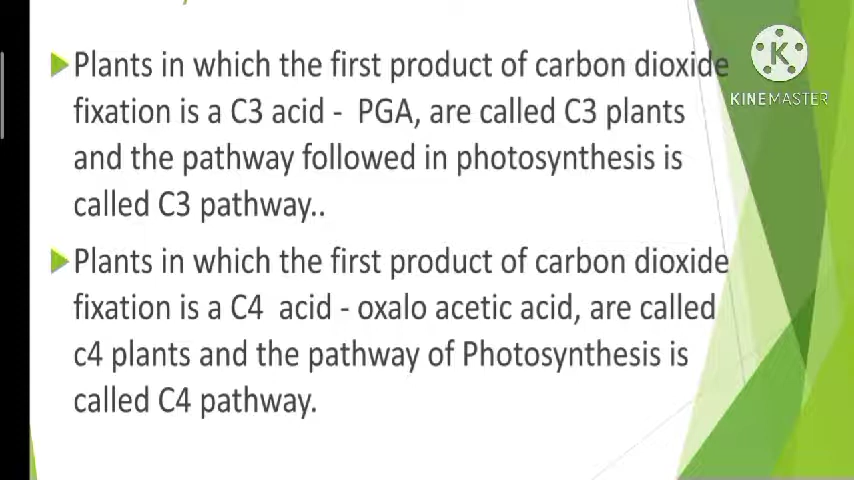 Plants in which the first product of carbon dioxide
fixation is a C3 acid - PGA, are called C3 plants
and the pathway followed in photosynthesis is
called C3 pathway..
Plants in which the first product of carbon dioxide
fixation is a C4 acid - oxalo acetic acid, are called
c4 plants and the pathway of Photosynthesis is
called C4 pathway.
K
KINEMASTER